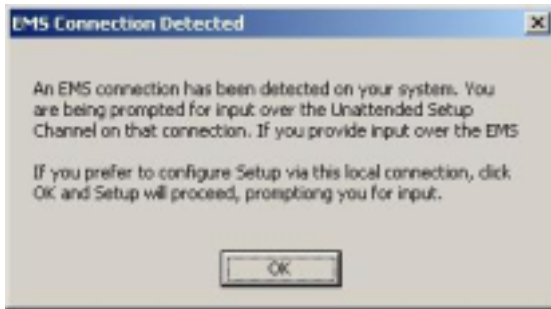 EMS Connection Detected
An EMS connection has been detected on your system. You
are being prompted for input over the Unattended Setup
Channel on that connection. If you provide input over the EMS
If you prefer to configure Setup via this local connection, click
OK and Setup will proceed, promptiong you for input.
OK